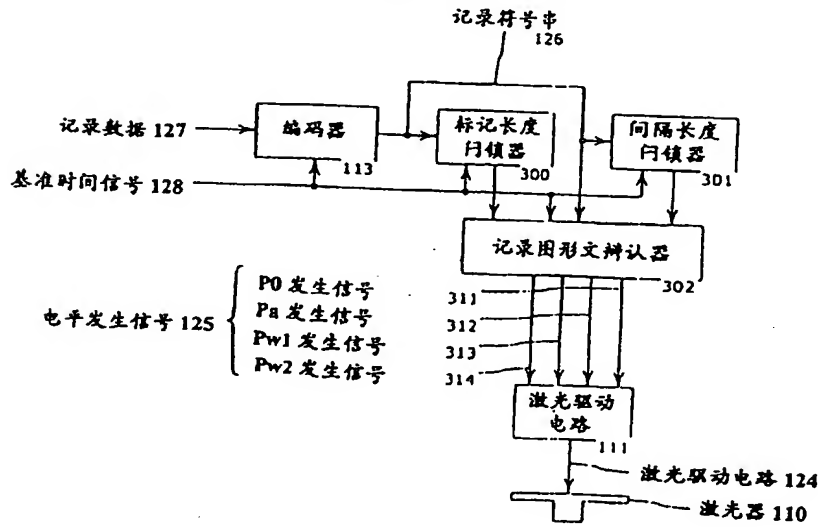 记录符号串
126
记录数据 127
编码器
113
标记长度
闩锁器
300
间隔长度
闩锁器
301
基准时间信号 128
记录图形文辨认器
302
电平发生信号 125
P0 发生信号
Pa 发生信号
Pw1 发生信号
Pw2 发生信号
311
312
313
314
激光驱动
电路
111
激光驱动电路 124
激光器 110